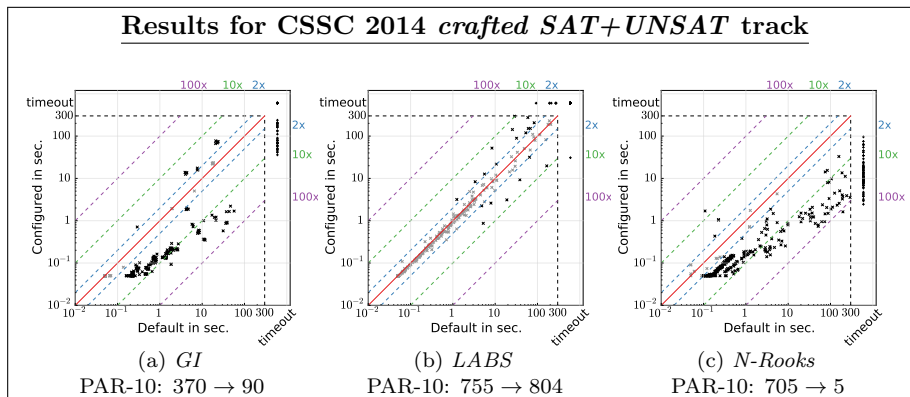 Results for CSSC 2014 crafted SAT+UNSAT track
100x 10x 2x
timeout
300
100
10
1
10⁻¹
10⁻²
Configured in sec.
2x
10x
100x
10⁻² 10⁻¹ 1 10 100 300
timeout
Default in sec.
(a) GI
PAR-10: 370 → 90
100x 10x 2x
timeout
300
100
10
1
10⁻¹
10⁻²
Configured in sec.
2x
10x
100x
10⁻² 10⁻¹ 1 10 100 300
timeout
Default in sec.
(b) LABS
PAR-10: 755 → 804
100x 10x 2x
timeout
300
100
10
1
10⁻¹
10⁻²
Configured in sec.
2x
10x
100x
10⁻² 10⁻¹ 1 10 100 300
timeout
Default in sec.
(c) N-Rooks
PAR-10: 705 → 5